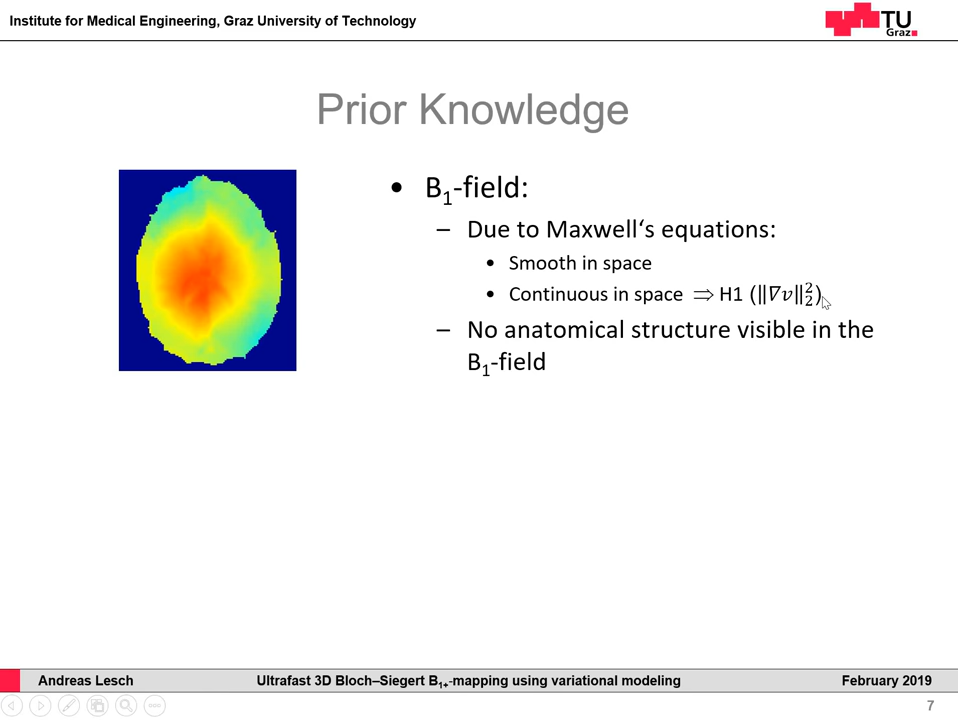 Institute for Medical Engineering, Graz University of Technology
TU
Graz
Prior Knowledge
• B₁-field:
– Due to Maxwell‘s equations:
• Smooth in space
• Continuous in space ⇒ H1 (‖∇v‖₂²)
– No anatomical structure visible in the
B₁-field
Andreas Lesch Ultrafast 3D Bloch–Siegert B₁₊-mapping using variational modeling February 2019
7